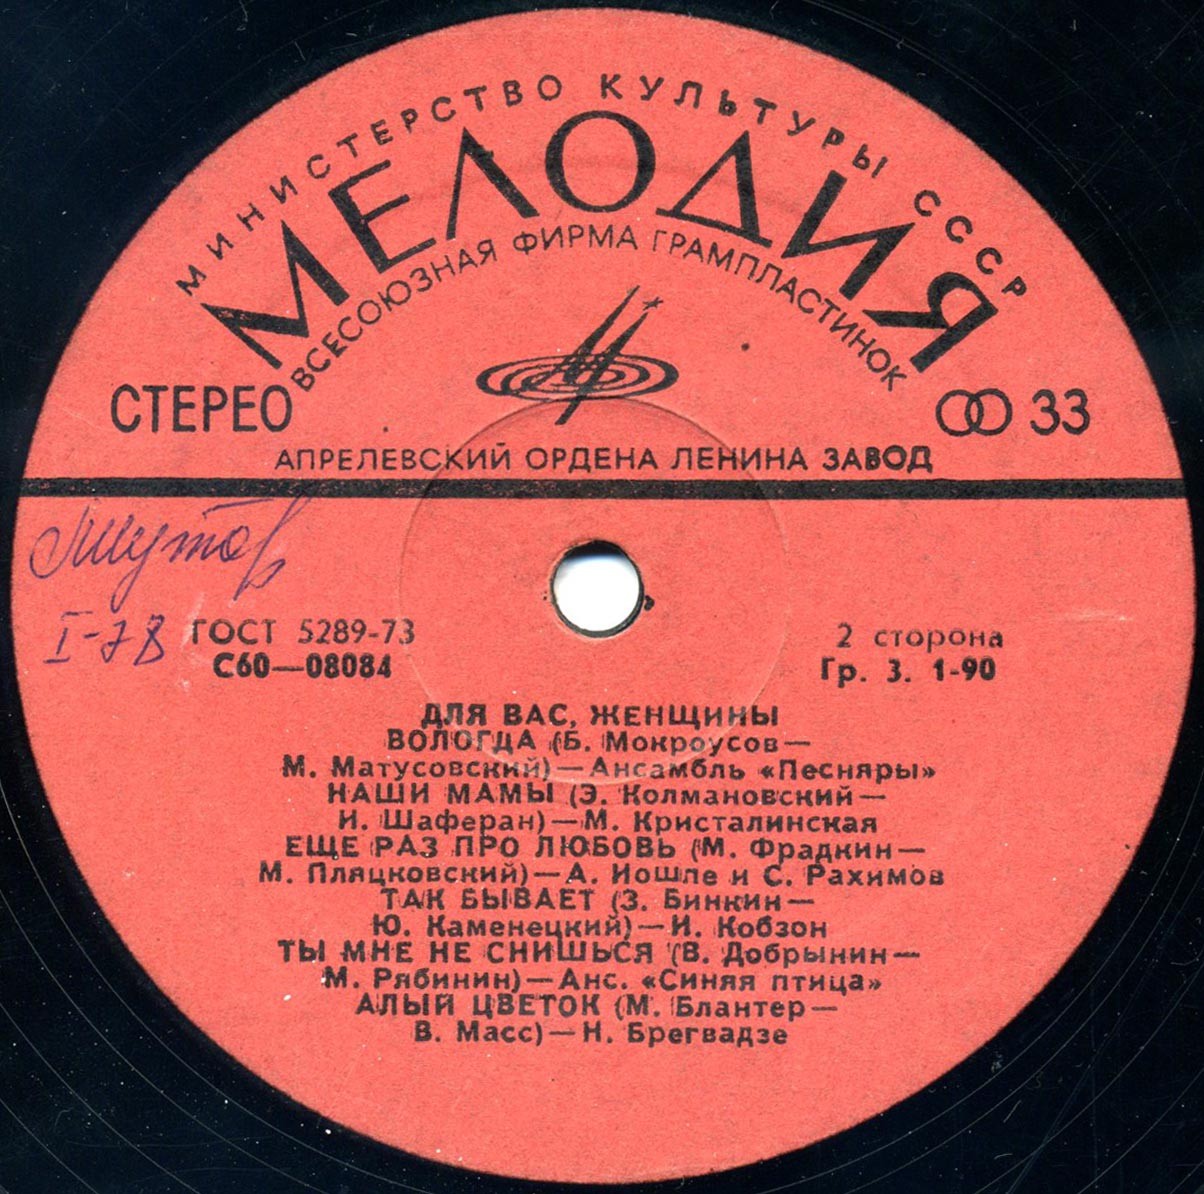 МИНИСТЕРСТВО КУЛЬТУРЫ СССР
МЕЛОДИЯ
ВСЕСОЮЗНАЯ ФИРМА ГРАМПЛАСТИНОК
СТЕРЕО
33
АПРЕЛЕВСКИЙ ОРДЕНА ЛЕНИНА ЗАВОД
I-78
ГОСТ 5289-73
2 сторона
С60—08084
Гр. 3. 1-90
ДЛЯ ВАС, ЖЕНЩИНЫ
ВОЛОГДА (Б. Мокроусов—
М. Матусовский)—Ансамбль «Песняры»
НАШИ МАМЫ (Э. Колмановский—
И. Шаферан)—М. Кристалинская
ЕЩЕ РАЗ ПРО ЛЮБОВЬ (М. Фрадкин—
М. Пляцковский)—А. Иошпе и С. Рахимов
ТАК БЫВАЕТ (З. Бинкин—
Ю. Каменецкий)—И. Кобзон
ТЫ МНЕ НЕ СНИШЬСЯ (В. Добрынин—
М. Рябинин)—Анс. «Синяя птица»
АЛЫЙ ЦВЕТОК (М. Блантер—
В. Масс)—Н. Брегвадзе